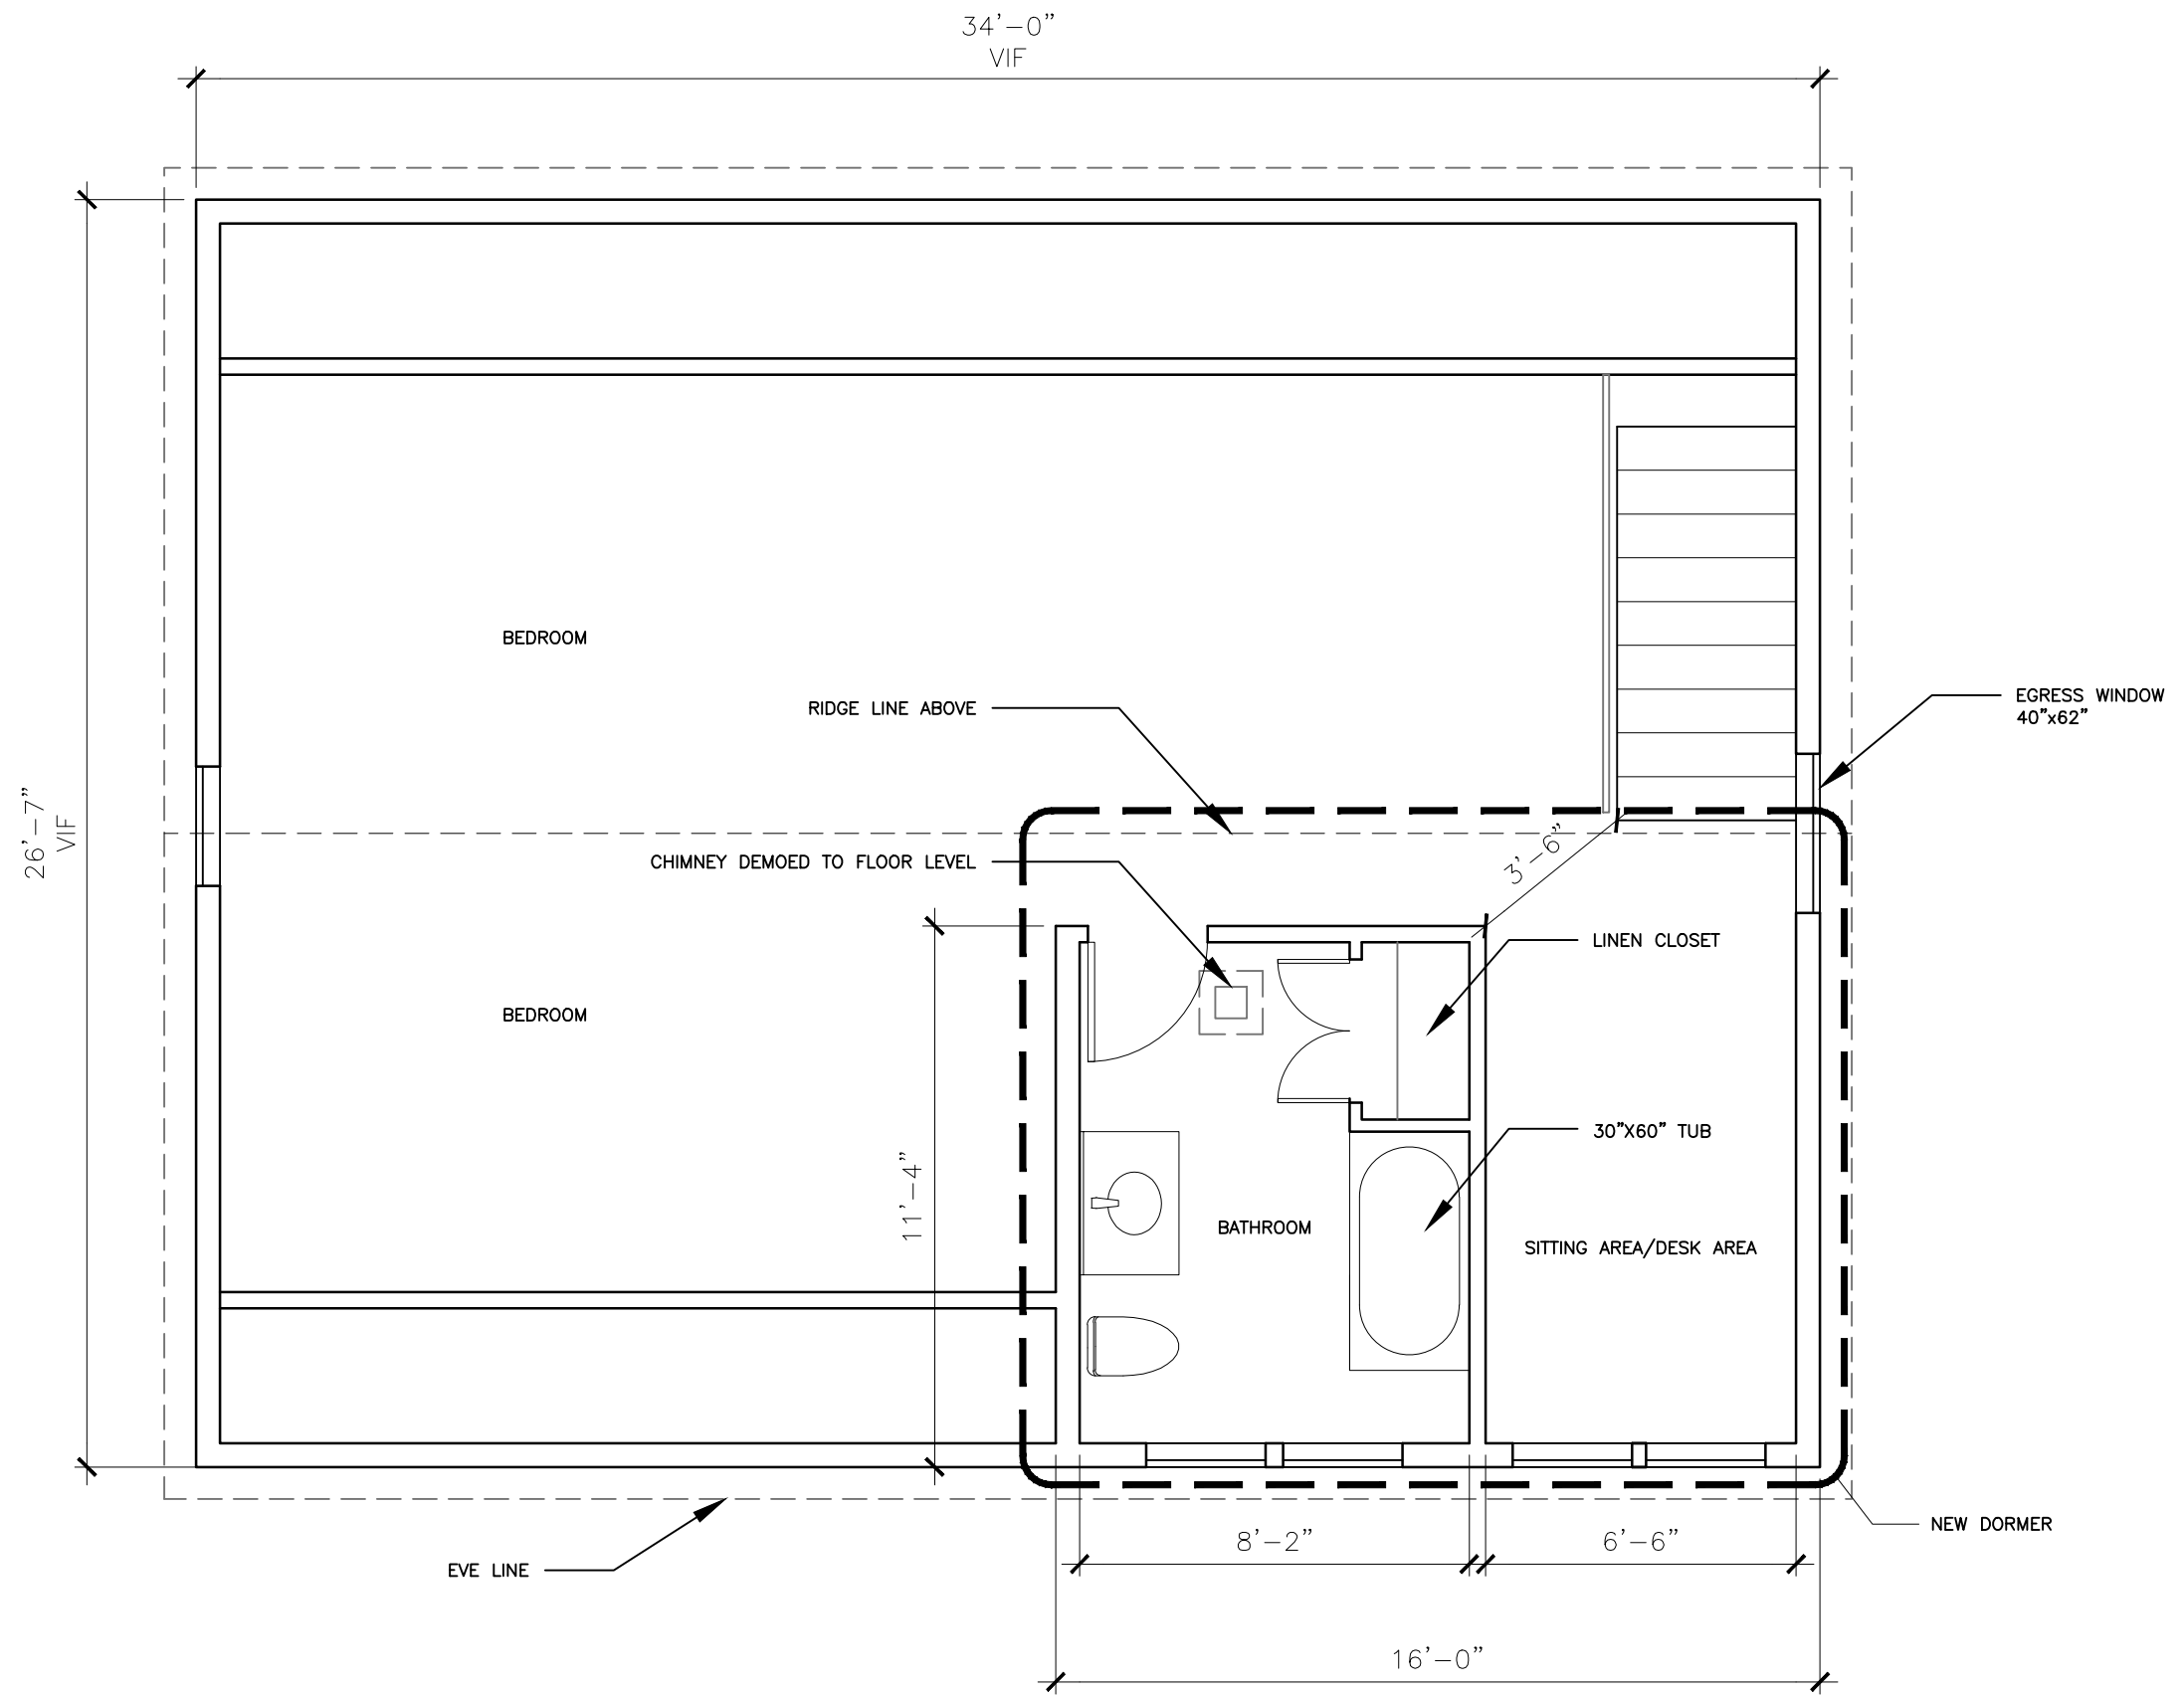 34'-0"
VIF
BEDROOM
RIDGE LINE ABOVE
EGRESS WINDOW
40"x62"
26'-7"
VIF
CHIMNEY DEMOED TO FLOOR LEVEL
3'-6"
LINEN CLOSET
BEDROOM
30"X60" TUB
11'-4"
BATHROOM
SITTING AREA/DESK AREA
NEW DORMER
8'-2"
6'-6"
EVE LINE
16'-0"